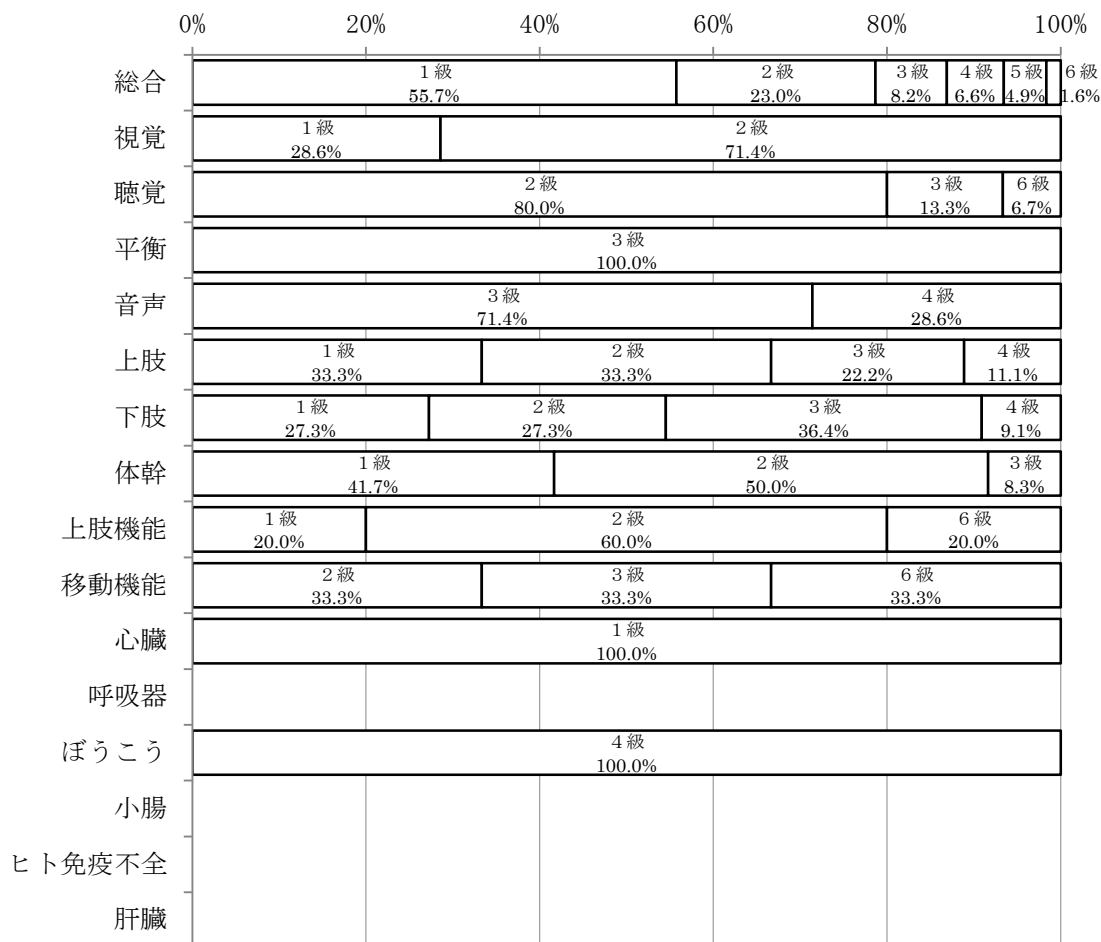 0% 20% 40% 60% 80% 100%
総合 1級 2級 3級 4級 5級 6級
55.7% 23.0% 8.2% 6.6% 4.9% 1.6%
視覚 1級 2級
28.6% 71.4%
聴覚 2級 3級 6級
80.0% 13.3% 6.7%
平衡 3級
100.0%
音声 3級 4級
71.4% 28.6%
上肢 1級 2級 3級 4級
33.3% 33.3% 22.2% 11.1%
下肢 1級 2級 3級 4級
27.3% 27.3% 36.4% 9.1%
体幹 1級 2級 3級
41.7% 50.0% 8.3%
上肢機能 1級 2級 6級
20.0% 60.0% 20.0%
移動機能 2級 3級 6級
33.3% 33.3% 33.3%
心臓 1級
100.0%
呼吸器
ぼうこう 4級
100.0%
小腸
ヒト免疫不全
肝臓